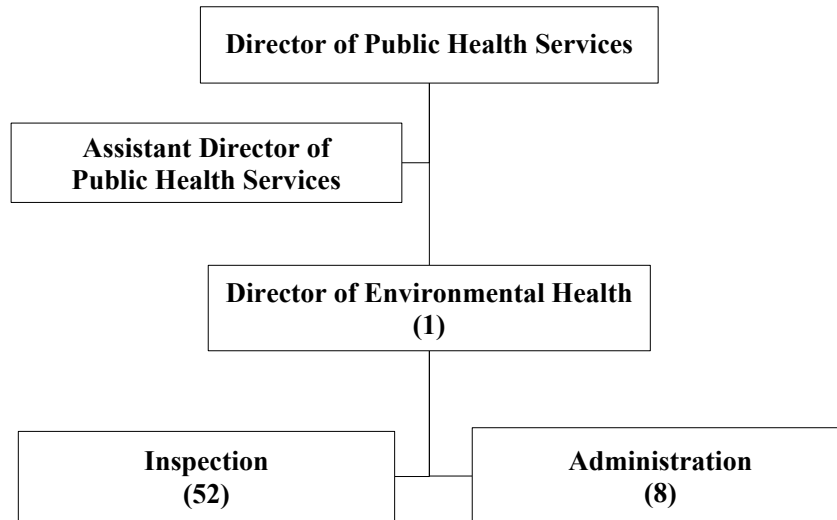 Director of Public Health Services
Assistant Director of
Public Health Services
Director of Environmental Health
(1)
Inspection
(52)
Administration
(8)